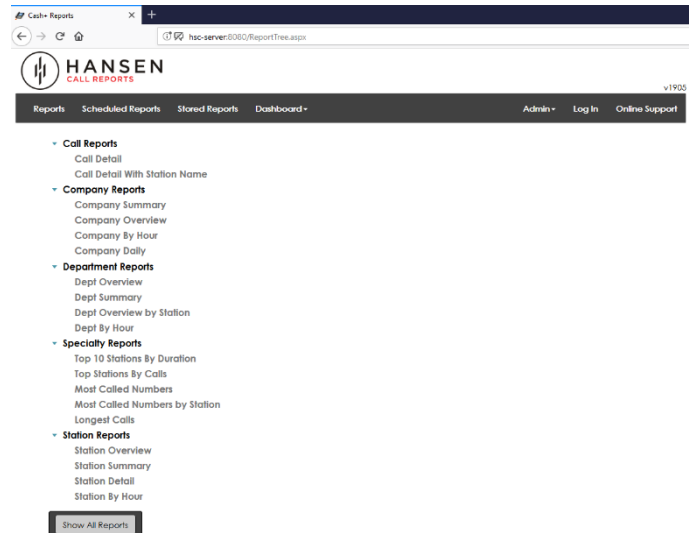 Cash+ Reports
hsc-server:8080/ReportTree.aspx
HANSEN
CALL REPORTS
v1905
Reports Scheduled Reports Stored Reports Dashboard Admin Log In Online Support
Call Reports
Call Detail
Call Detail With Station Name
Company Reports
Company Summary
Company Overview
Company By Hour
Company Daily
Department Reports
Dept Overview
Dept Summary
Dept Overview by Station
Dept By Hour
Specialty Reports
Top 10 Stations By Duration
Top Stations By Calls
Most Called Numbers
Most Called Numbers by Station
Longest Calls
Station Reports
Station Overview
Station Summary
Station Detail
Station By Hour
Show All Reports